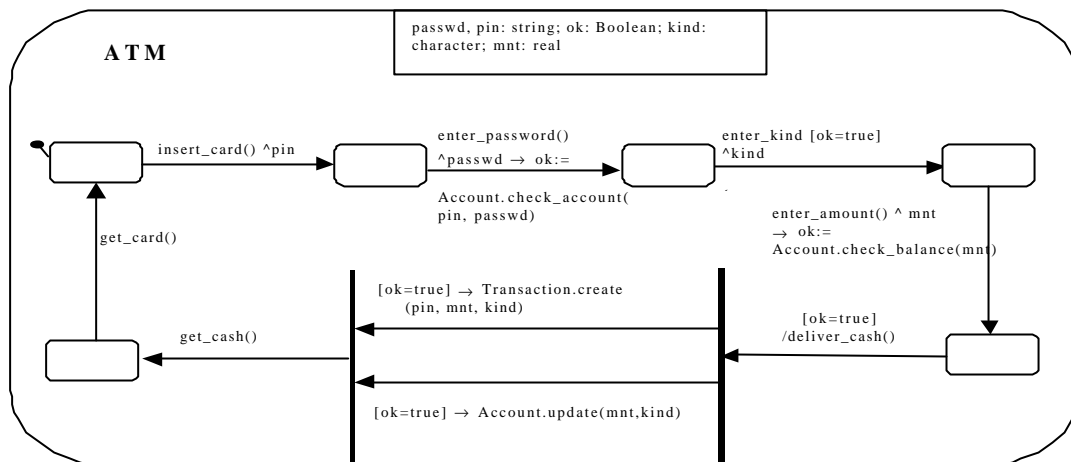 passwd, pin: string; ok: Boolean; kind:
character; mnt: real
ATM
insert_card() ^pin
enter_password()
^passwd → ok:=
Account.check_account(
pin, passwd)
enter_kind [ok=true]
^kind
enter_amount() ^ mnt
→ ok:=
Account.check_balance(mnt)
get_card()
[ok=true] → Transaction.create
(pin, mnt, kind)
[ok=true]
/deliver_cash()
get_cash()
[ok=true] → Account.update(mnt,kind)